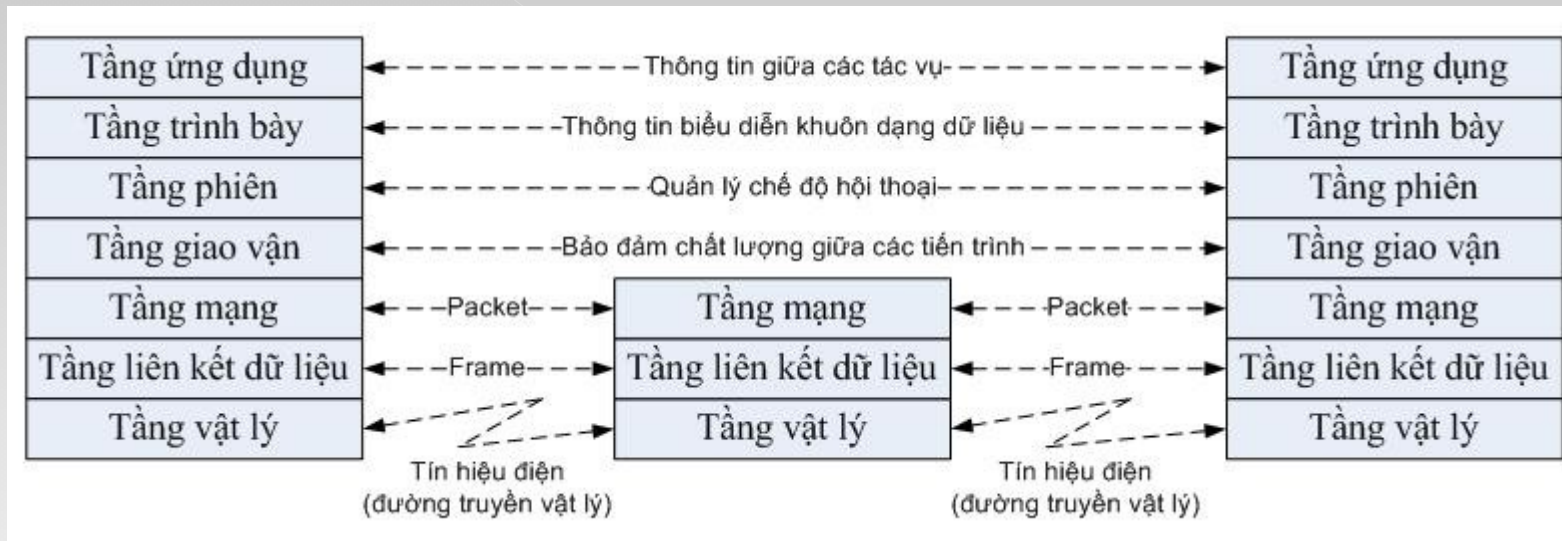 Tầng ứng dụng
Thông tin giữa các tác vụ
Tầng ứng dụng
Tầng trình bày
Thông tin biểu diễn khuôn dạng dữ liệu
Tầng trình bày
Tầng phiên
Quản lý chế độ hội thoại
Tầng phiên
Tầng giao vận
Bảo đảm chất lượng giữa các tiến trình
Tầng giao vận
Tầng mạng
Packet
Tầng mạng
Packet
Tầng mạng
Tầng liên kết dữ liệu
Frame
Tầng liên kết dữ liệu
Frame
Tầng liên kết dữ liệu
Tầng vật lý
Tầng vật lý
Tầng vật lý
Tín hiệu điện
(đường truyền vật lý)
Tín hiệu điện
(đường truyền vật lý)